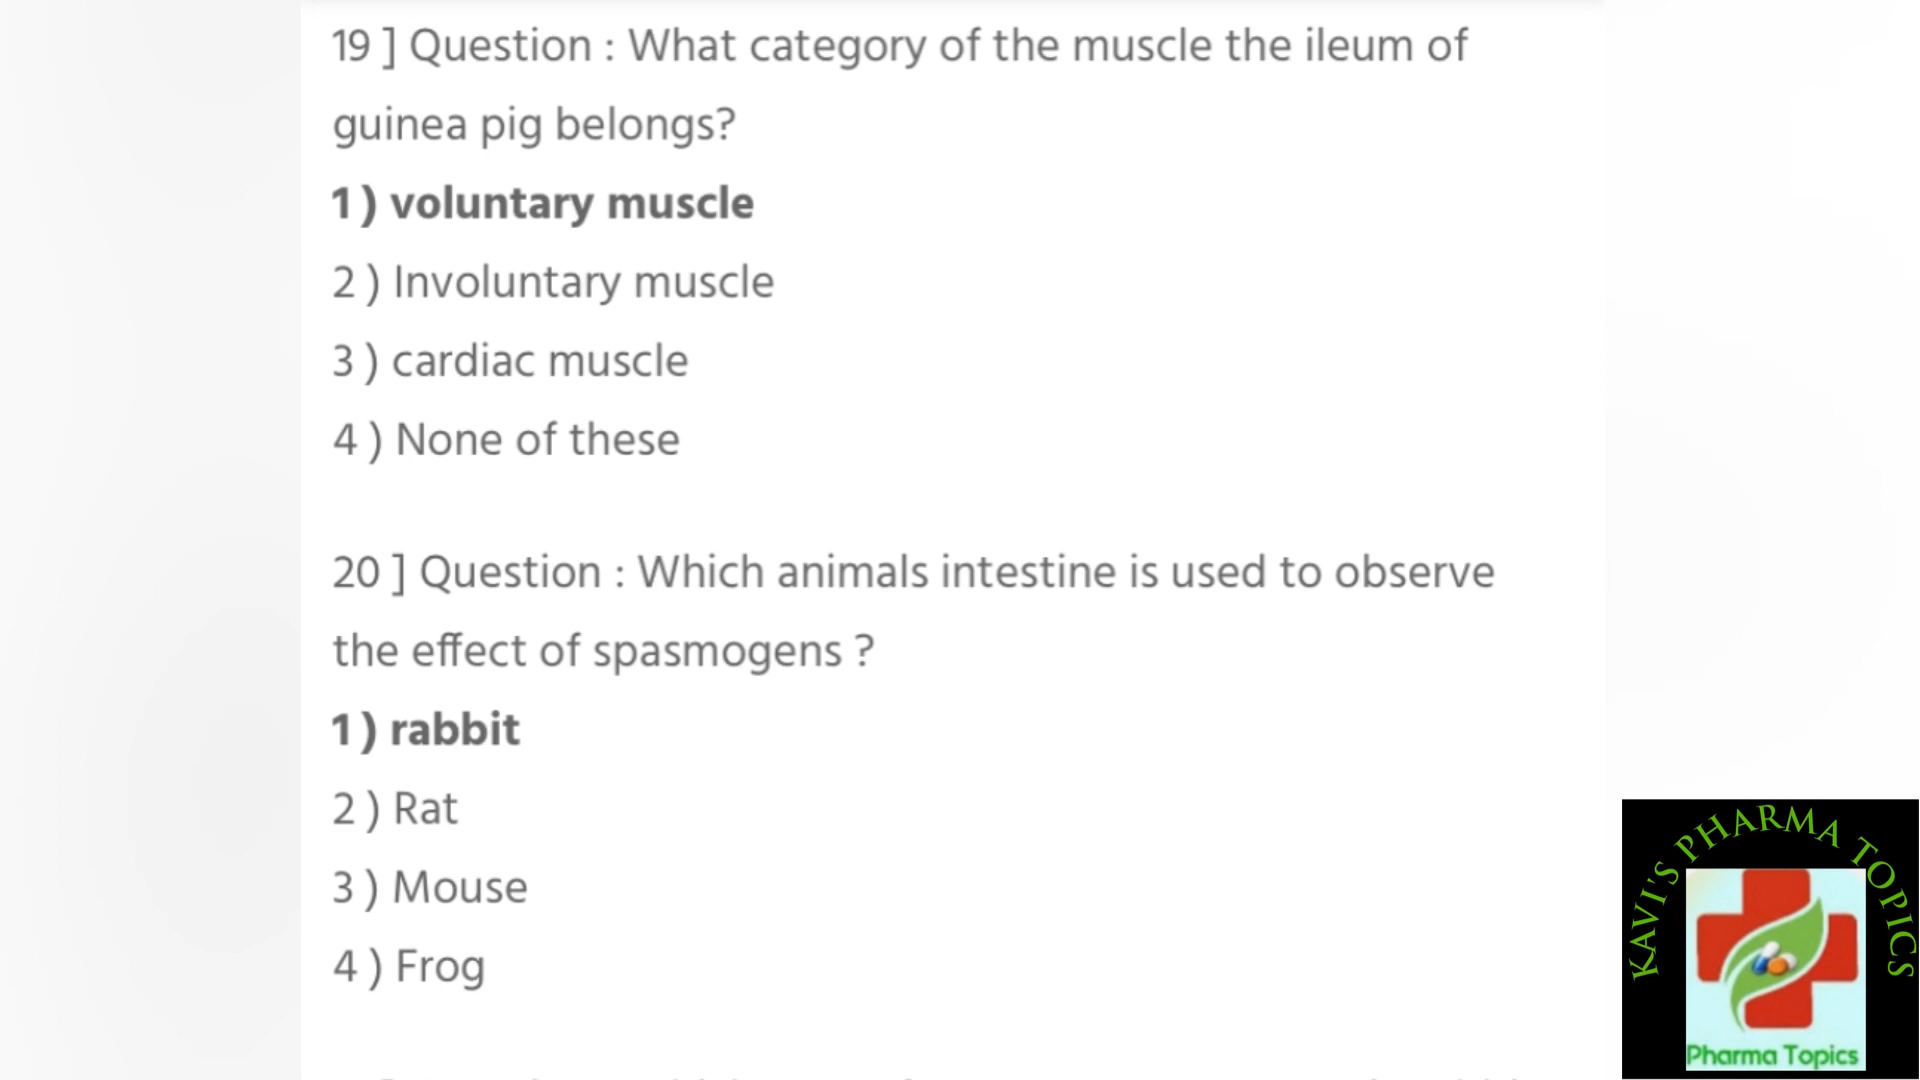 19 ] Question : What category of the muscle the ileum of
guinea pig belongs?
1 ) voluntary muscle
2 ) Involuntary muscle
3 ) cardiac muscle
4 ) None of these
20 ] Question : Which animals intestine is used to observe
the effect of spasmogens ?
1 ) rabbit
2 ) Rat
3 ) Mouse
4 ) Frog
KAVI'S PHARMA TOPICS
Pharma Topics